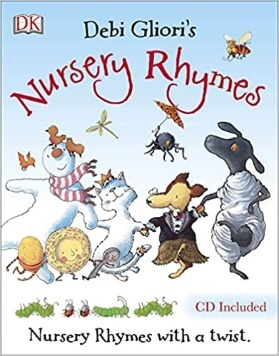 DK
Debi Gliori's
Nursery Rhymes
CD Included
Nursery Rhymes with a twist.